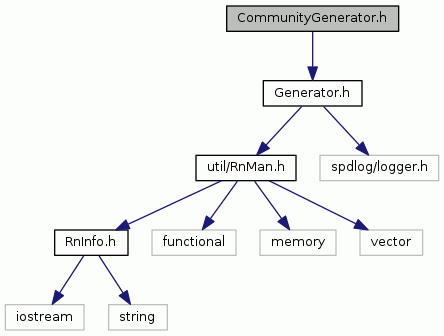 CommunityGenerator.h
Generator.h
util/RnMan.h
spdlog/logger.h
RnInfo.h
functional
memory
vector
iostream
string